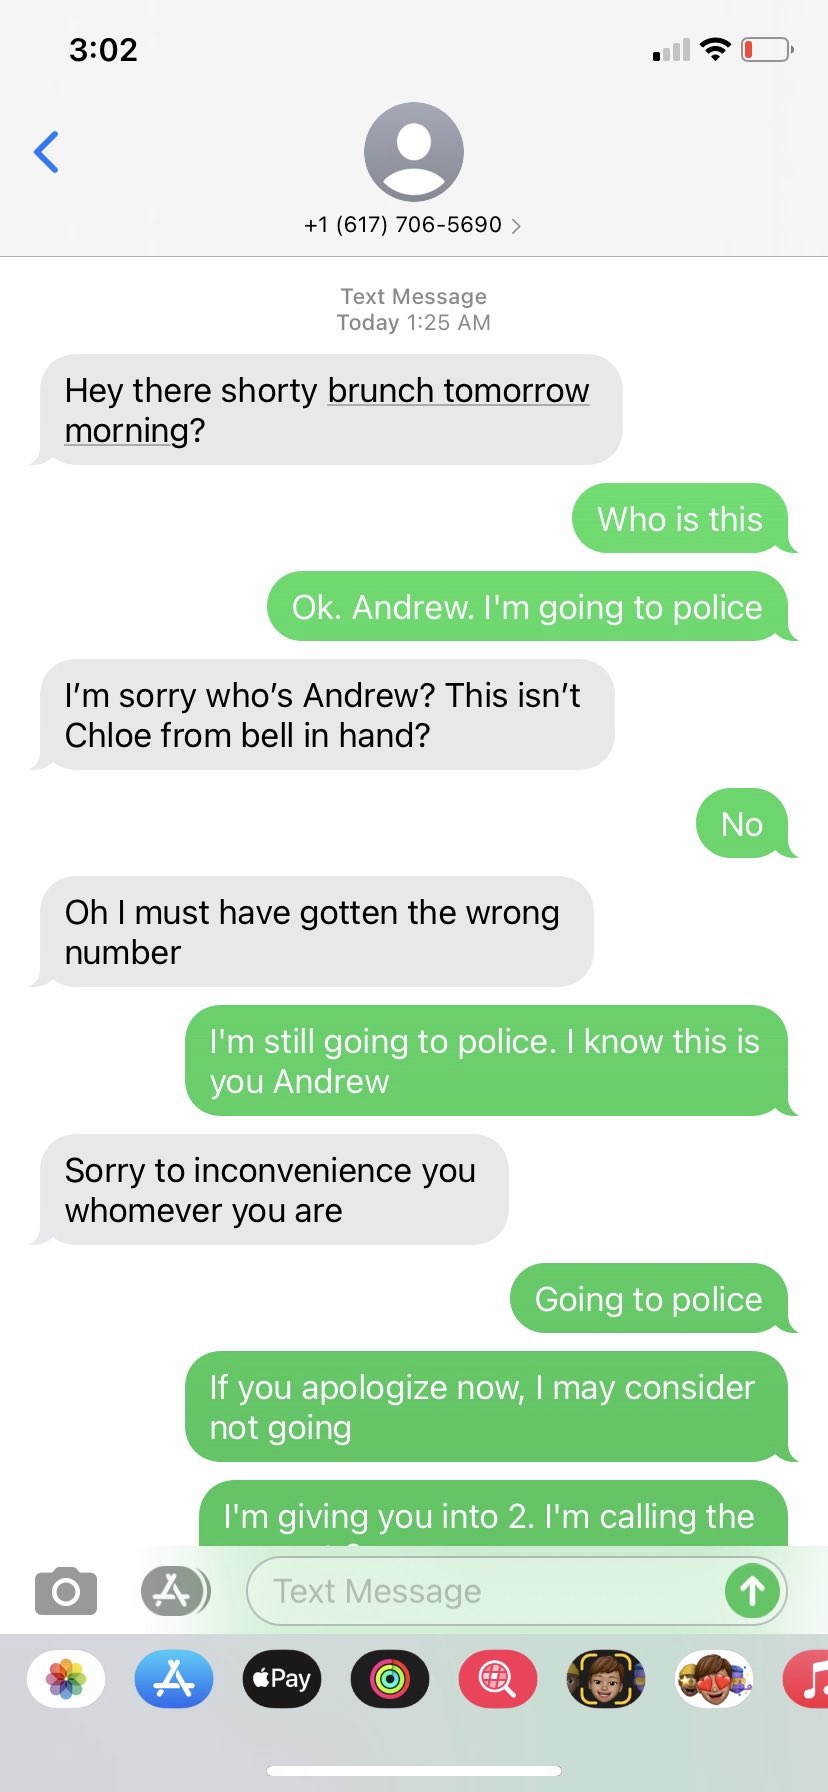 3:02
+1 (617) 706-5690
Text Message
Today 1:25 AM
Hey there shorty brunch tomorrow
morning?
Who is this
Ok. Andrew. I'm going to police
I’m sorry who’s Andrew? This isn’t
Chloe from bell in hand?
No
Oh I must have gotten the wrong
number
I'm still going to police. I know this is
you Andrew
Sorry to inconvenience you
whomever you are
Going to police
If you apologize now, I may consider
not going
I'm giving you into 2. I'm calling the
Text Message
Pay